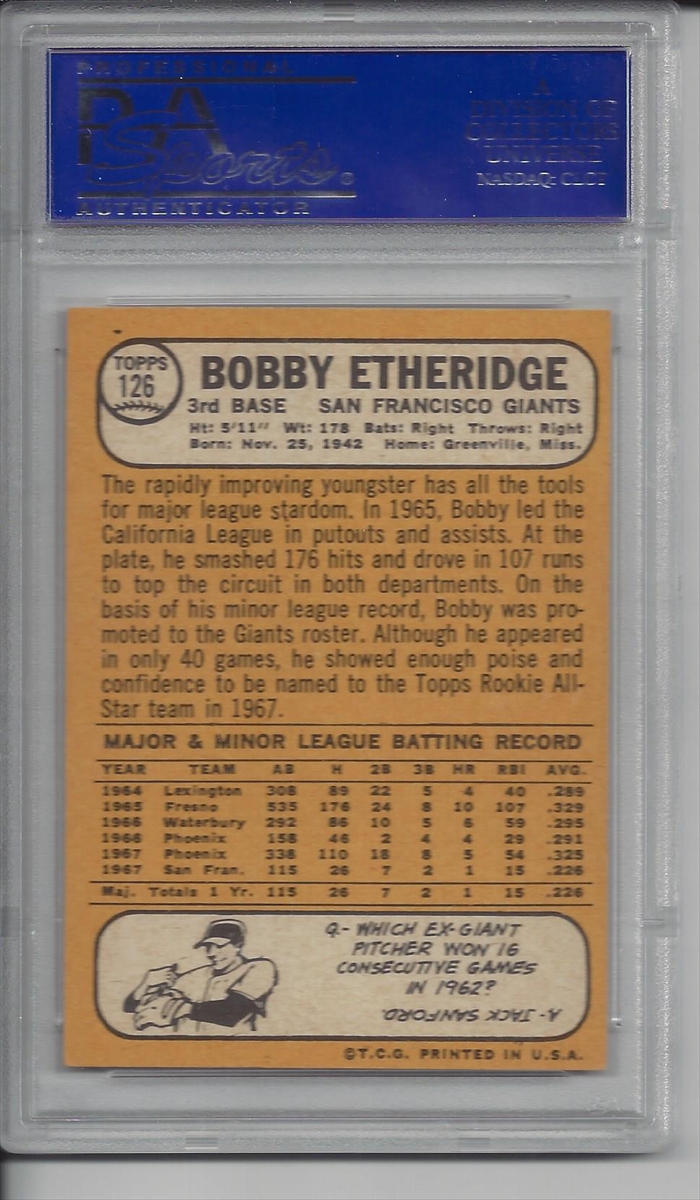 PROFESSIONAL
PSA
Sports
AUTHENTICATOR
A
DIVISION OF
COLLECTORS
UNIVERSE
NASDAQ: CLCT
TOPPS
126
BOBBY ETHERIDGE
3rd BASE SAN FRANCISCO GIANTS
Ht: 5'11" Wt: 178 Bats: Right Throws: Right
Born: Nov. 25, 1942 Home: Greenville, Miss.
The rapidly improving youngster has all the tools
for major league stardom. In 1965, Bobby led the
California League in putouts and assists. At the
plate, he smashed 176 hits and drove in 107 runs
to top the circuit in both departments. On the
basis of his minor league record, Bobby was pro-
moted to the Giants roster. Although he appeared
in only 40 games, he showed enough poise and
confidence to be named to the Topps Rookie All-
Star team in 1967.
MAJOR & MINOR LEAGUE BATTING RECORD
YEAR TEAM AB H 2B 3B HR RBI AVG.
1964 Lexington 308 89 22 5 4 40 .289
1965 Fresno 535 176 24 8 10 107 .329
1966 Waterbury 292 86 10 5 6 59 .295
1966 Phoenix 158 46 2 4 4 29 .291
1967 Phoenix 338 110 18 8 5 54 .325
1967 San Fran. 115 26 7 2 1 15 .226
Maj. Totals 1 Yr. 115 26 7 2 1 15 .226
Q- WHICH EX-GIANT
PITCHER WON 16
CONSECUTIVE GAMES
IN 1962?
A- JACK SANFORD.
©T.C.G. PRINTED IN U.S.A.